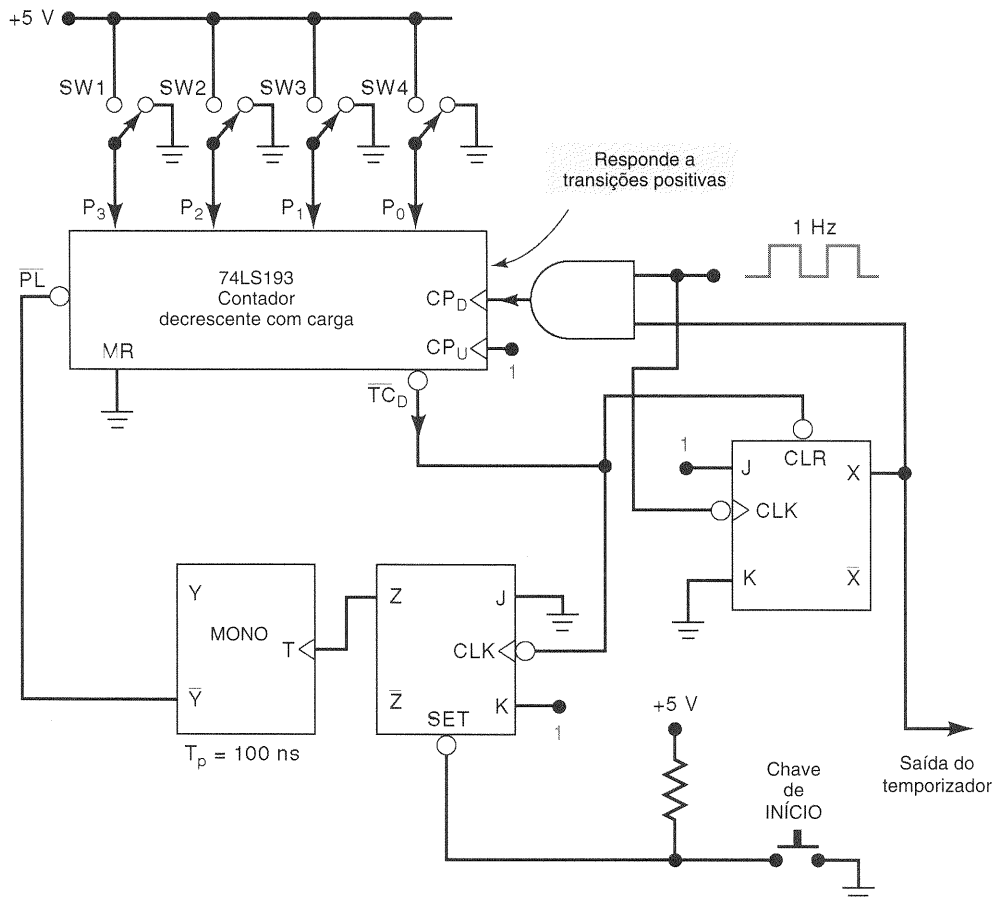 +5 V
SW1
SW2
SW3
SW4
Responde a
transições positivas
P3
P2
P1
P0
1 Hz
PL
74LS193
Contador
decrescente com carga
CPD
CPU
1
MR
TCD
1
J
CLR
X
CLK
K
X
Y
MONO
T
Y
Tp = 100 ns
Z
J
CLK
Z
K
1
SET
+5 V
Chave
de
INÍCIO
Saída do
temporizador